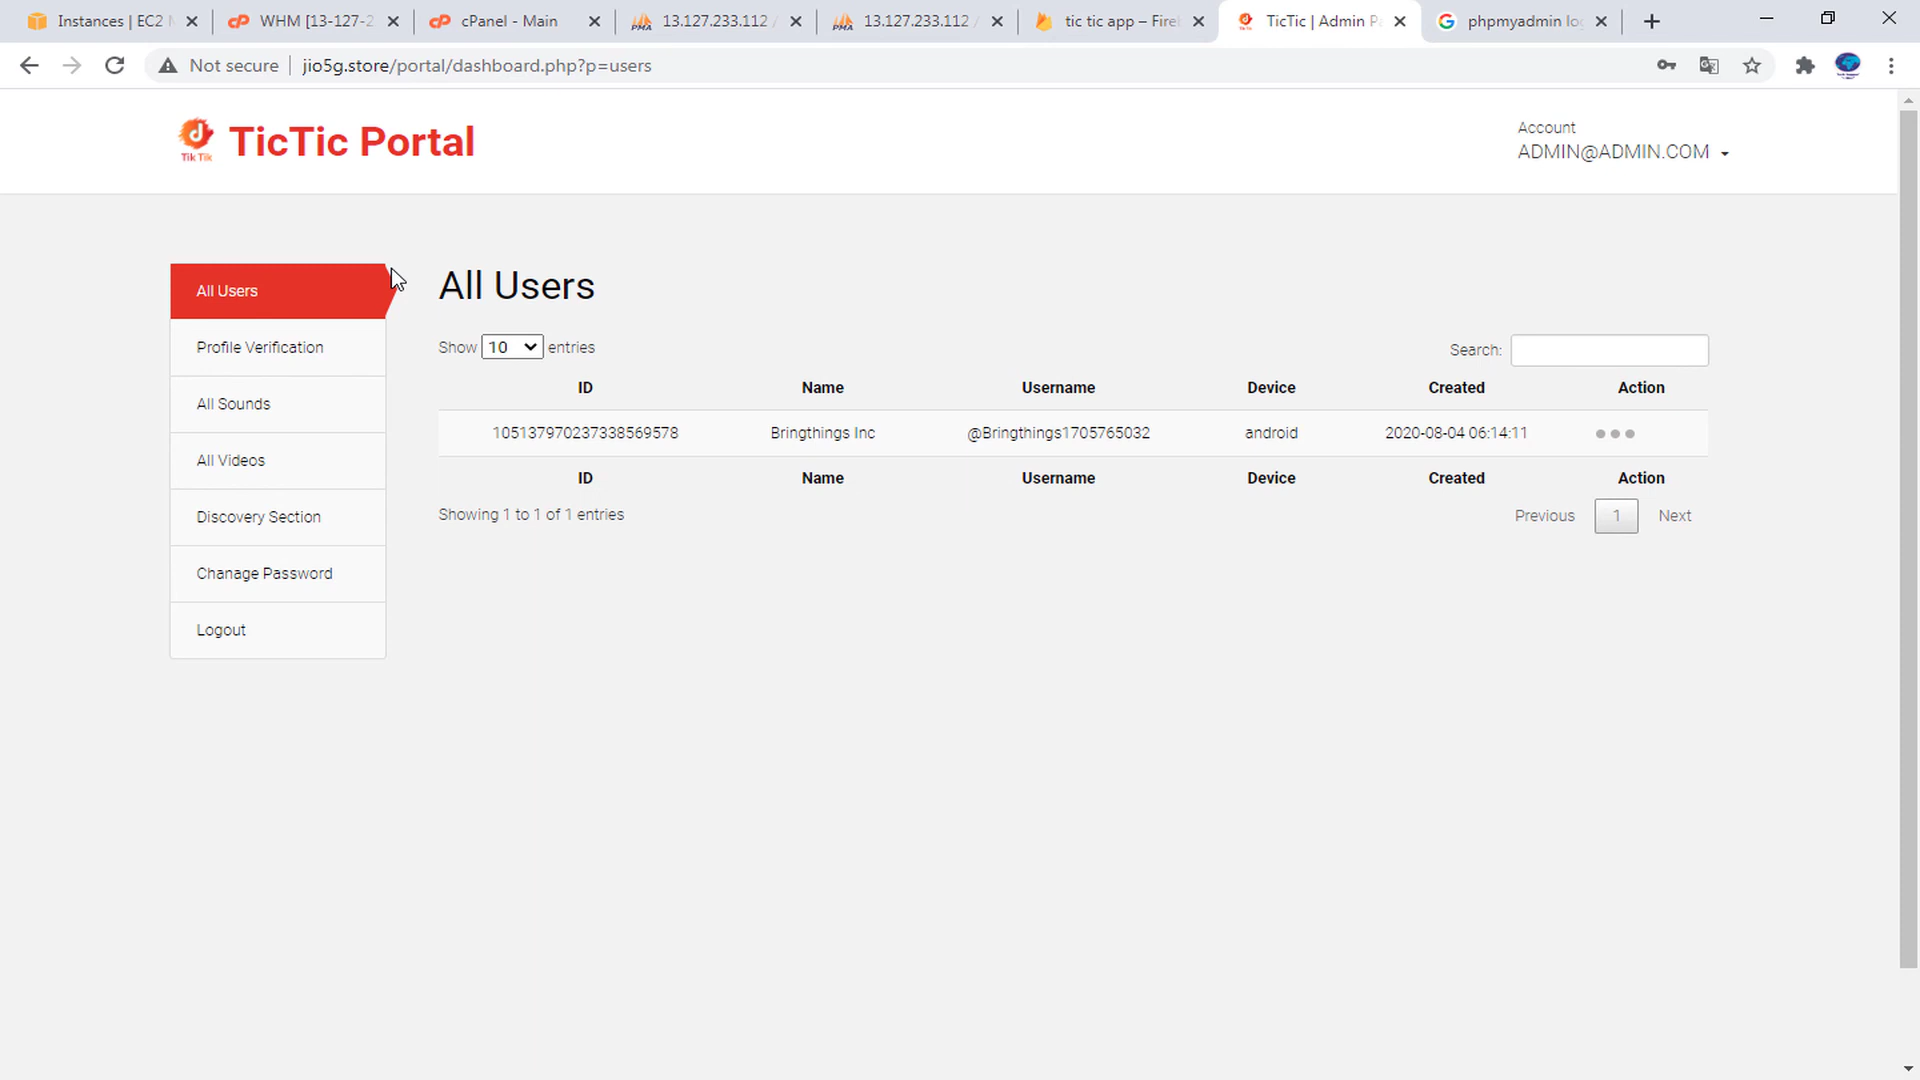 Instances | EC2
WHM [13-127-2
cPanel - Main
13.127.233.112 /
13.127.233.112 /
tic tic app – Fire
TicTic | Admin P
phpmyadmin lo
Not secure
jio5g.store/portal/dashboard.php?p=users
Tik Tik
TicTic Portal
Account
ADMIN@ADMIN.COM
All Users
Profile Verification
All Sounds
All Videos
Discovery Section
Chanage Password
Logout
All Users
Show 10 entries
Search:
ID Name Username Device Created Action
105137970237338569578 Bringthings Inc @Bringthings1705765032 android 2020-08-04 06:14:11
ID Name Username Device Created Action
Showing 1 to 1 of 1 entries
Previous 1 Next